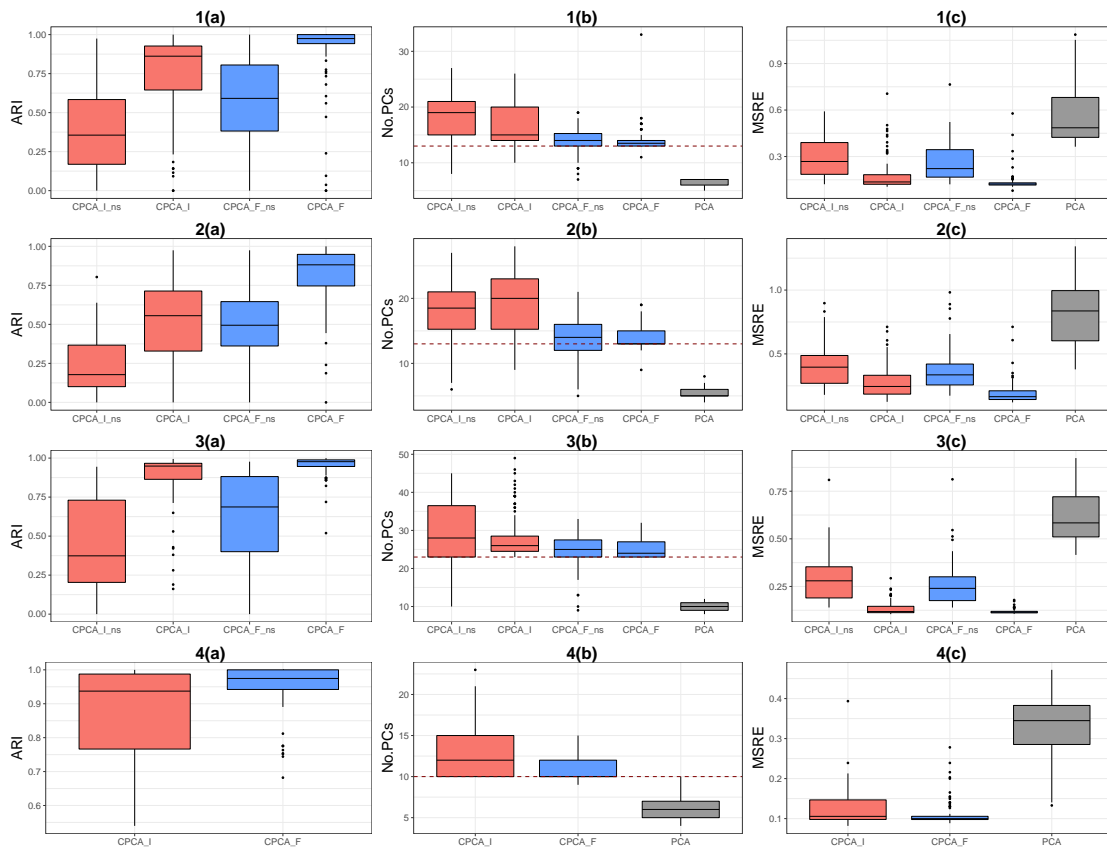 1(a)
ARI
1.00
0.75
0.50
0.25
0.00
CPCA_I_ns CPCA_I CPCA_F_ns CPCA_F
1(b)
No.PCs
30
20
10
CPCA_I_ns CPCA_I CPCA_F_ns CPCA_F PCA
1(c)
MSRE
0.9
0.6
0.3
CPCA_I_ns CPCA_I CPCA_F_ns CPCA_F PCA
2(a)
ARI
1.00
0.75
0.50
0.25
0.00
CPCA_I_ns CPCA_I CPCA_F_ns CPCA_F
2(b)
No.PCs
20
10
CPCA_I_ns CPCA_I CPCA_F_ns CPCA_F PCA
2(c)
MSRE
1.0
0.5
CPCA_I_ns CPCA_I CPCA_F_ns CPCA_F PCA
3(a)
ARI
1.00
0.75
0.50
0.25
0.00
CPCA_I_ns CPCA_I CPCA_F_ns CPCA_F
3(b)
No.PCs
50
40
30
20
10
CPCA_I_ns CPCA_I CPCA_F_ns CPCA_F PCA
3(c)
MSRE
0.75
0.50
0.25
CPCA_I_ns CPCA_I CPCA_F_ns CPCA_F PCA
4(a)
ARI
1.0
0.9
0.8
0.7
0.6
CPCA_I CPCA_F
4(b)
No.PCs
20
15
10
5
CPCA_I CPCA_F PCA
4(c)
MSRE
0.4
0.3
0.2
0.1
CPCA_I CPCA_F PCA